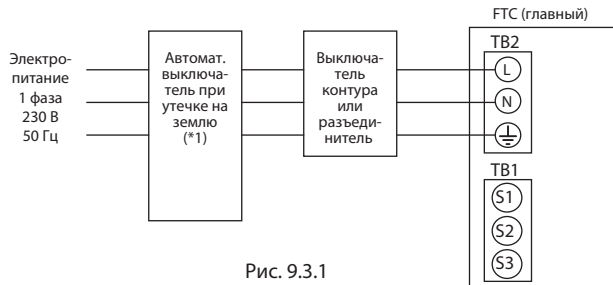 FTC (главный)
TB2
Электро-
питание
1 фаза
230 В
50 Гц
Автомат.
выключа-
тель при
утечке на
землю
(*1)
Выключа-
тель
контура
или
разъеди-
нитель
L
N
TB1
S1
S2
S3
Рис. 9.3.1